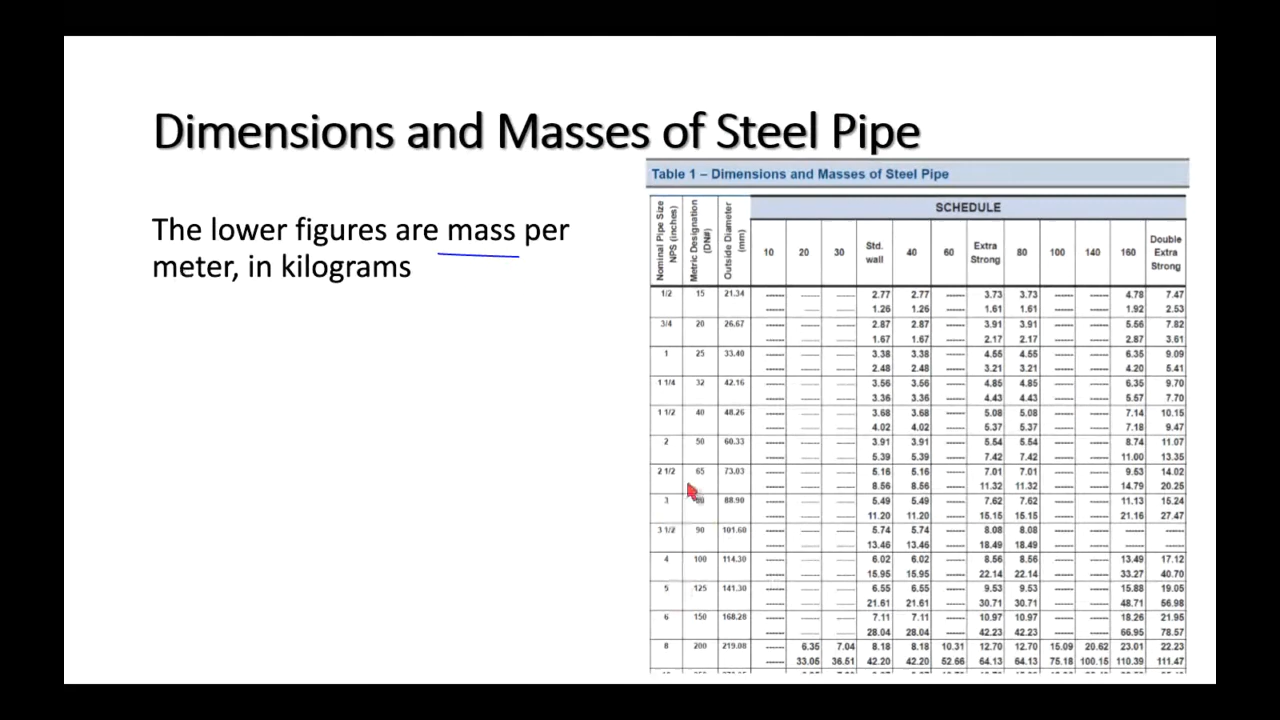 Dimensions and Masses of Steel Pipe
The lower figures are mass per
meter, in kilograms
Table 1 – Dimensions and Masses of Steel Pipe
Nominal Pipe Size NPS (inches) Metric Designation (DN#) Outside Diameter (mm) SCHEDULE
10 20 30 Std. wall 40 60 Extra Strong 80 100 140 160 Double Extra Strong
1/2 15 21.34 ------ ------ ------ 2.77 2.77 ------ 3.73 3.73 ------ ------ 4.78 7.47
------ ------ ------ 1.26 1.26 ------ 1.61 1.61 ------ ------ 1.92 2.53
3/4 20 26.67 ------ ------ ------ 2.87 2.87 ------ 3.91 3.91 ------ ------ 5.56 7.82
------ ------ ------ 1.67 1.67 ------ 2.17 2.17 ------ ------ 2.87 3.61
1 25 33.40 ------ ------ ------ 3.38 3.38 ------ 4.55 4.55 ------ ------ 6.35 9.09
------ ------ ------ 2.48 2.48 ------ 3.21 3.21 ------ ------ 4.20 5.41
1 1/4 32 42.16 ------ ------ ------ 3.56 3.56 ------ 4.85 4.85 ------ ------ 6.35 9.70
------ ------ ------ 3.36 3.36 ------ 4.43 4.43 ------ ------ 5.57 7.70
1 1/2 40 48.26 ------ ------ ------ 3.68 3.68 ------ 5.08 5.08 ------ ------ 7.14 10.15
------ ------ ------ 4.02 4.02 ------ 5.37 5.37 ------ ------ 7.18 9.47
2 50 60.33 ------ ------ ------ 3.91 3.91 ------ 5.54 5.54 ------ ------ 8.74 11.07
------ ------ ------ 5.39 5.39 ------ 7.42 7.42 ------ ------ 11.00 13.35
2 1/2 65 73.03 ------ ------ ------ 5.16 5.16 ------ 7.01 7.01 ------ ------ 9.53 14.02
------ ------ ------ 8.56 8.56 ------ 11.32 11.32 ------ ------ 14.79 20.25
3 80 88.90 ------ ------ ------ 5.49 5.49 ------ 7.62 7.62 ------ ------ 11.13 15.24
------ ------ ------ 11.20 11.20 ------ 15.15 15.15 ------ ------ 21.16 27.47
3 1/2 90 101.60 ------ ------ ------ 5.74 5.74 ------ 8.08 8.08 ------ ------ ------ ------
------ ------ ------ 13.46 13.46 ------ 18.49 18.49 ------ ------ ------ ------
4 100 114.30 ------ ------ ------ 6.02 6.02 ------ 8.56 8.56 ------ ------ 13.49 17.12
------ ------ ------ 15.95 15.95 ------ 22.14 22.14 ------ ------ 33.27 40.70
5 125 141.30 ------ ------ ------ 6.55 6.55 ------ 9.53 9.53 ------ ------ 15.88 19.05
------ ------ ------ 21.61 21.61 ------ 30.71 30.71 ------ ------ 48.71 56.98
6 150 168.28 ------ ------ ------ 7.11 7.11 ------ 10.97 10.97 ------ ------ 18.26 21.95
------ ------ ------ 28.04 28.04 ------ 42.23 42.23 ------ ------ 66.95 78.57
8 200 219.08 ------ 6.35 7.04 8.18 8.18 10.31 12.70 12.70 15.09 20.62 23.01 22.23
------ 33.05 36.51 42.20 42.20 52.66 64.13 64.13 75.18 100.15 110.39 111.47